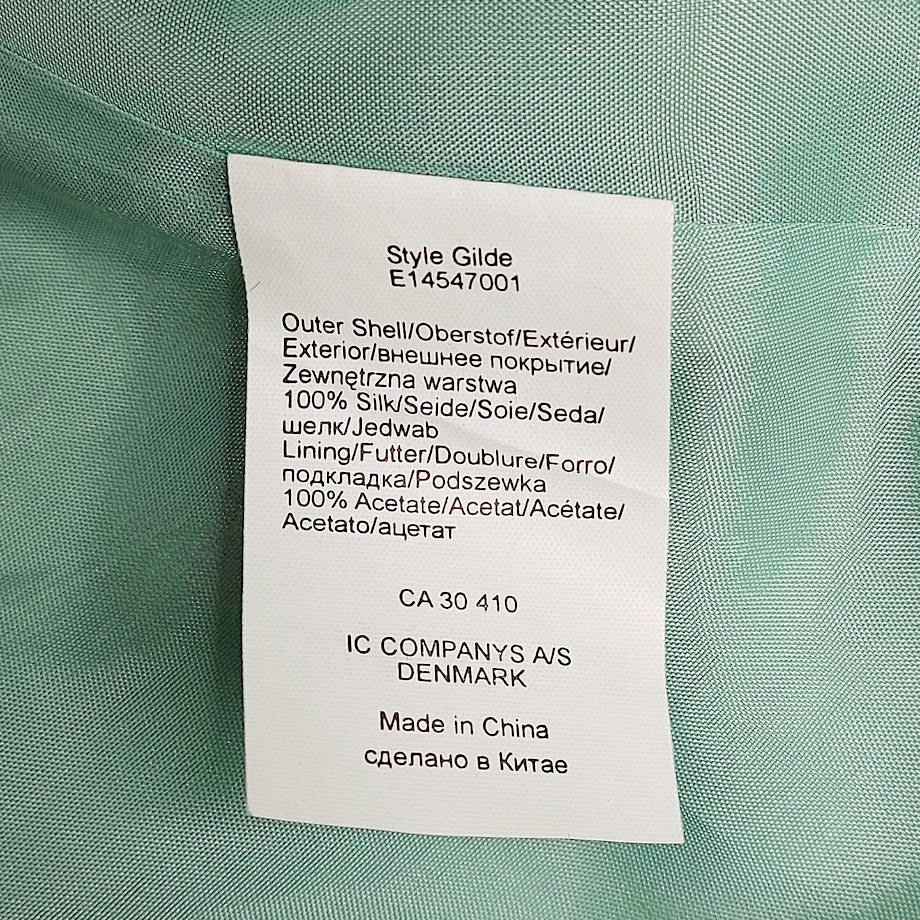 Style Gilde
E14547001
Outer Shell/Oberstof/Extérieur/
Exterior/внешнее покрытие/
Zewnętrzna warstwa
100% Silk/Seide/Soie/Seda/
шелк/Jedwab
Lining/Futter/Doublure/Forro/
подкладка/Podszewka
100% Acetate/Acetat/Acétate/
Acetato/ацетат
CA 30 410
IC COMPANYS A/S
DENMARK
Made in China
сделано в Китае